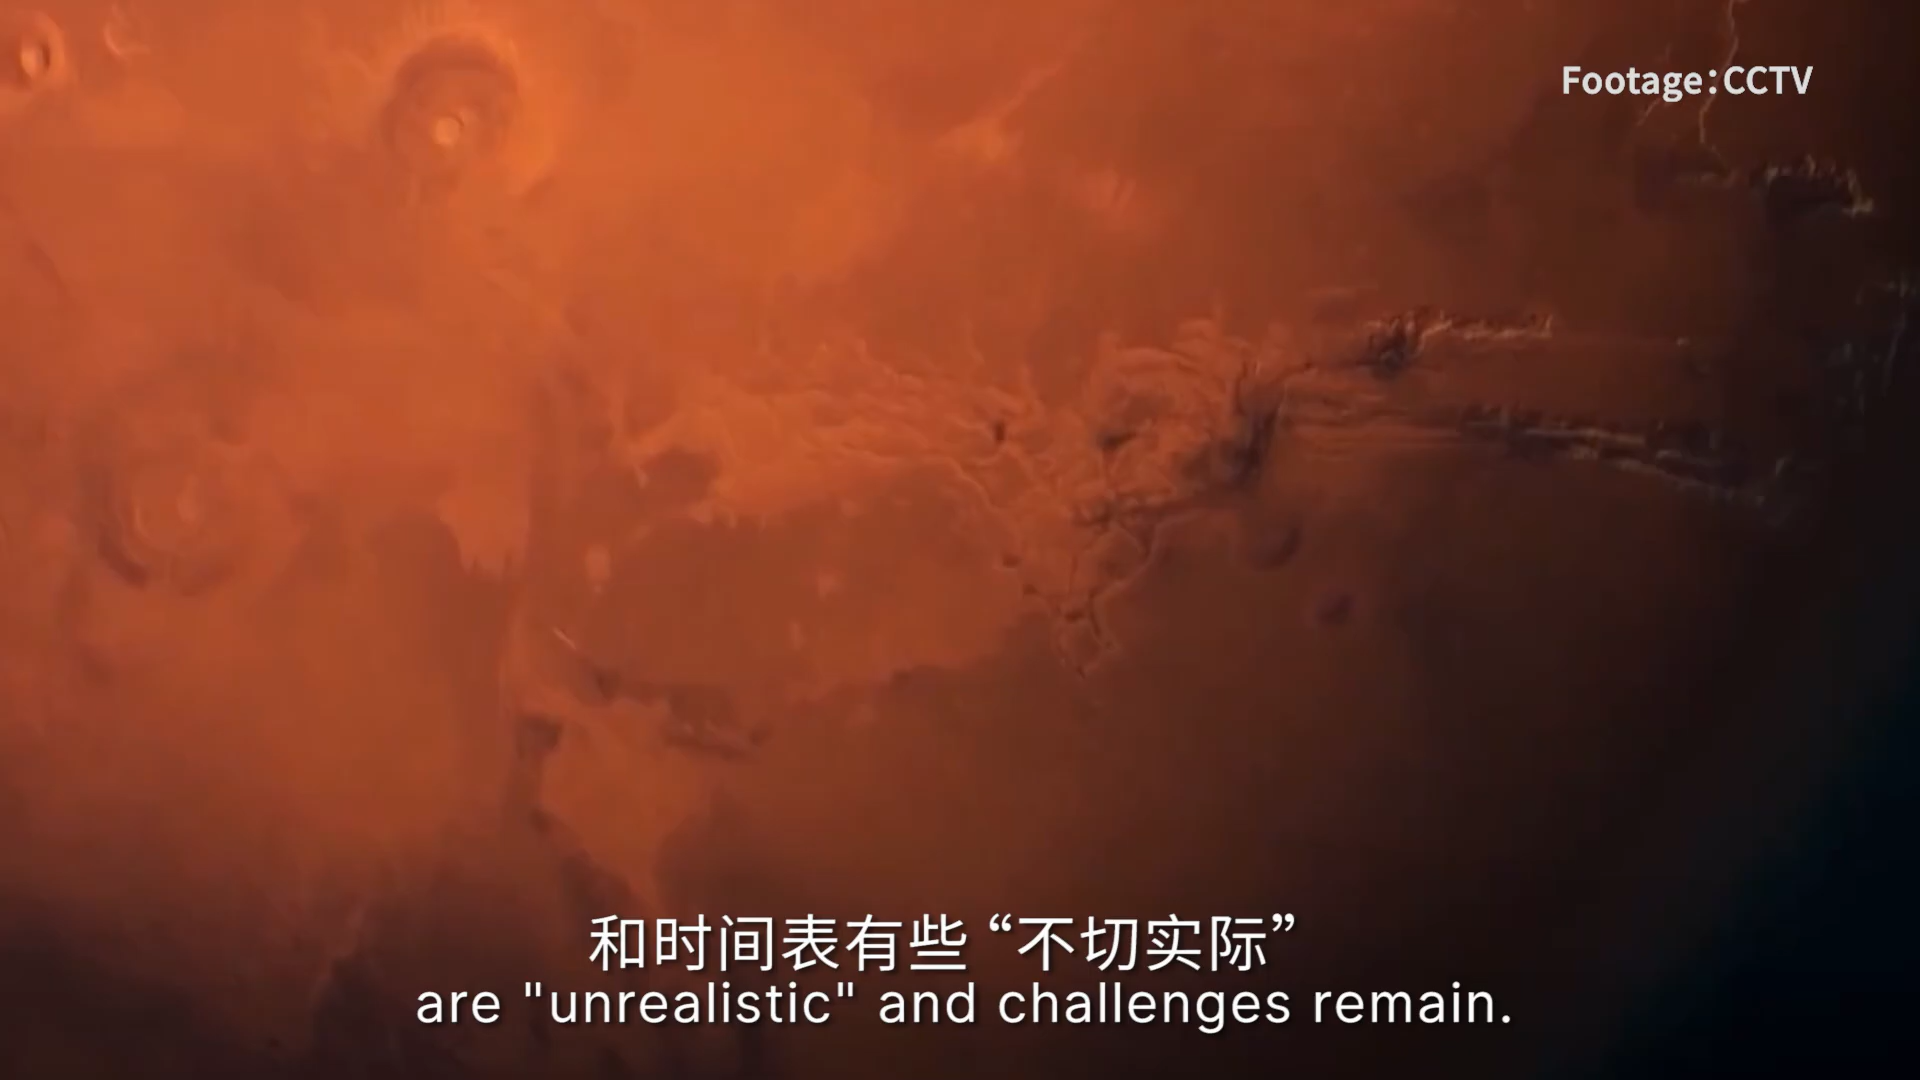 Footage:CCTV
和时间表有些“不切实际”
are "unrealistic" and challenges remain.